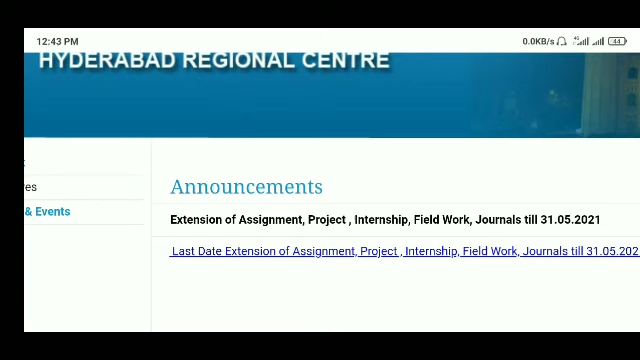 12:43 PM
0.0KB/s 4G 44
HYDERABAD REGIONAL CENTRE
Announcements
& Events
Extension of Assignment, Project , Internship, Field Work, Journals till 31.05.2021
Last Date Extension of Assignment, Project , Internship, Field Work, Journals till 31.05.202